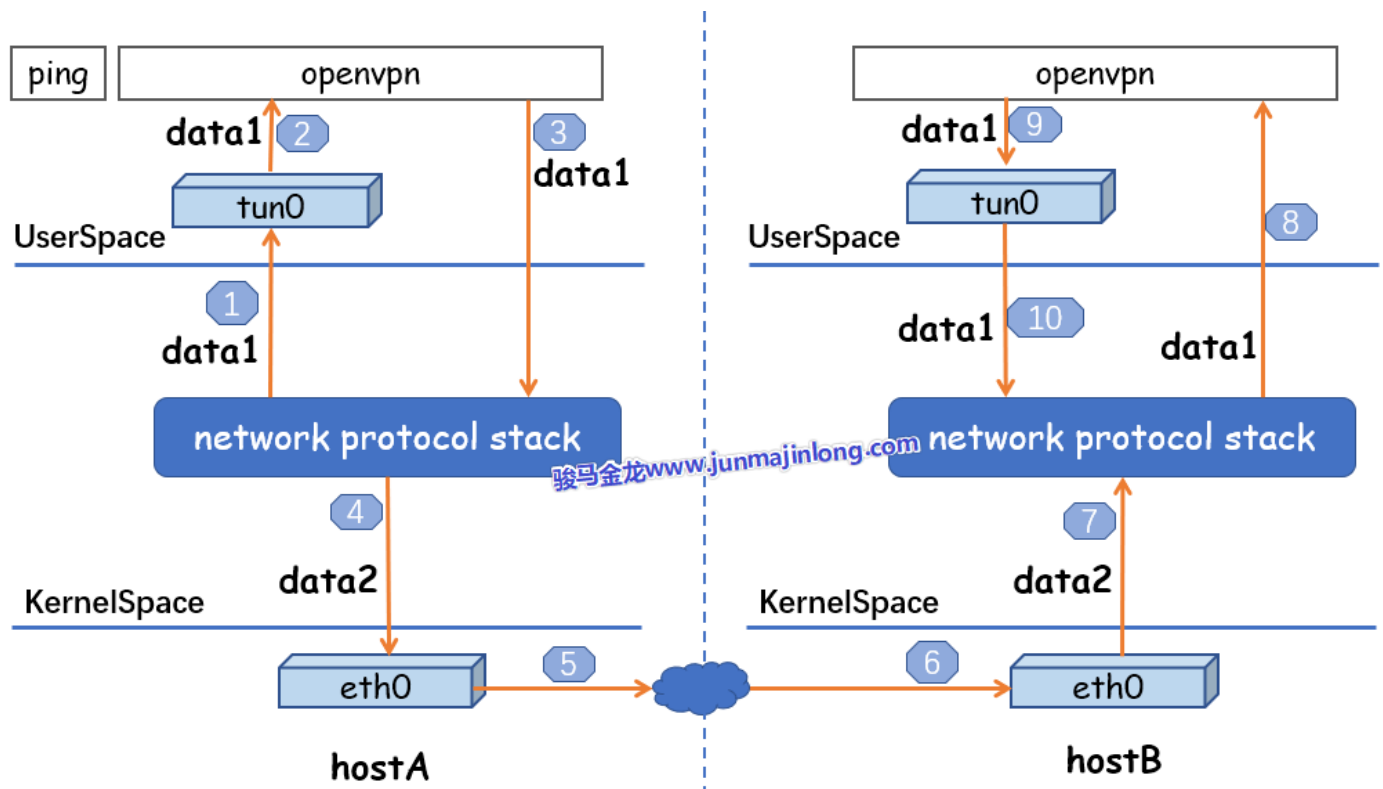 ping
openvpn
data1
2
3
data1
tun0
UserSpace
1
data1
network protocol stack
4
data2
KernelSpace
eth0
5
hostA
骏马金龙www.junmajinlong.com
openvpn
data1
9
tun0
8
UserSpace
data1
10
data1
network protocol stack
7
data2
KernelSpace
6
eth0
hostB